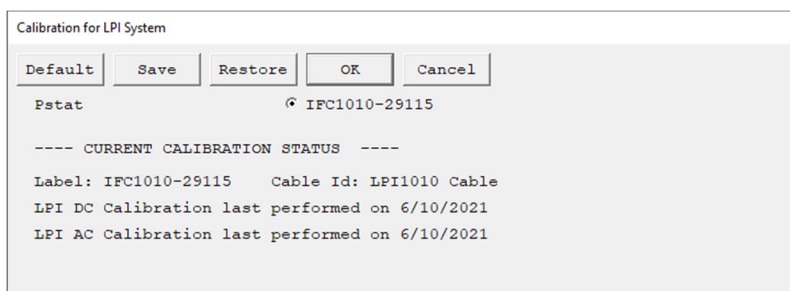 Calibration for LPI System
Default Save Restore OK Cancel
Pstat IFC1010-29115
---- CURRENT CALIBRATION STATUS ----
Label: IFC1010-29115 Cable Id: LPI1010 Cable
LPI DC Calibration last performed on 6/10/2021
LPI AC Calibration last performed on 6/10/2021